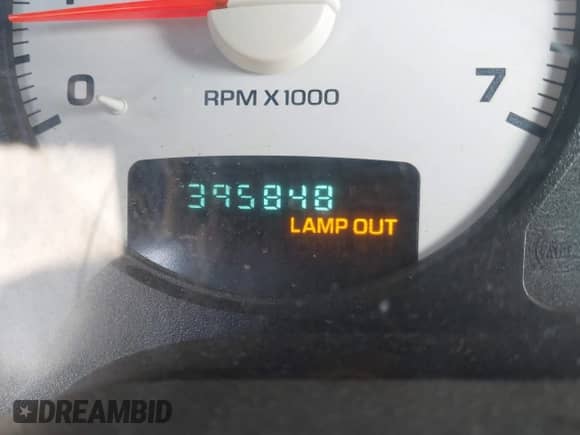 0
RPM X1000
7
395848
LAMP OUT
DREAMBID